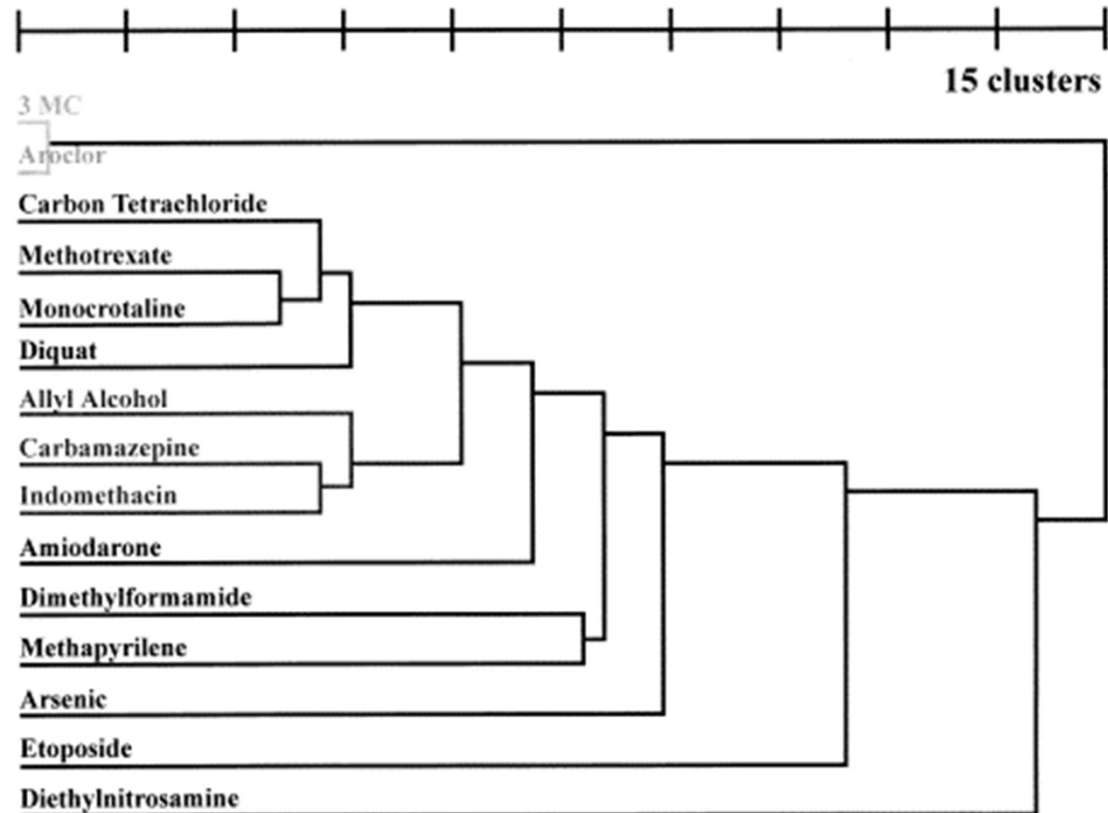 15 clusters
3 MC
Aroclor
Carbon Tetrachloride
Methotrexate
Monocrotaline
Diquat
Allyl Alcohol
Carbamazepine
Indomethacin
Amiodarone
Dimethylformamide
Methapyrilene
Arsenic
Etoposide
Diethylnitrosamine